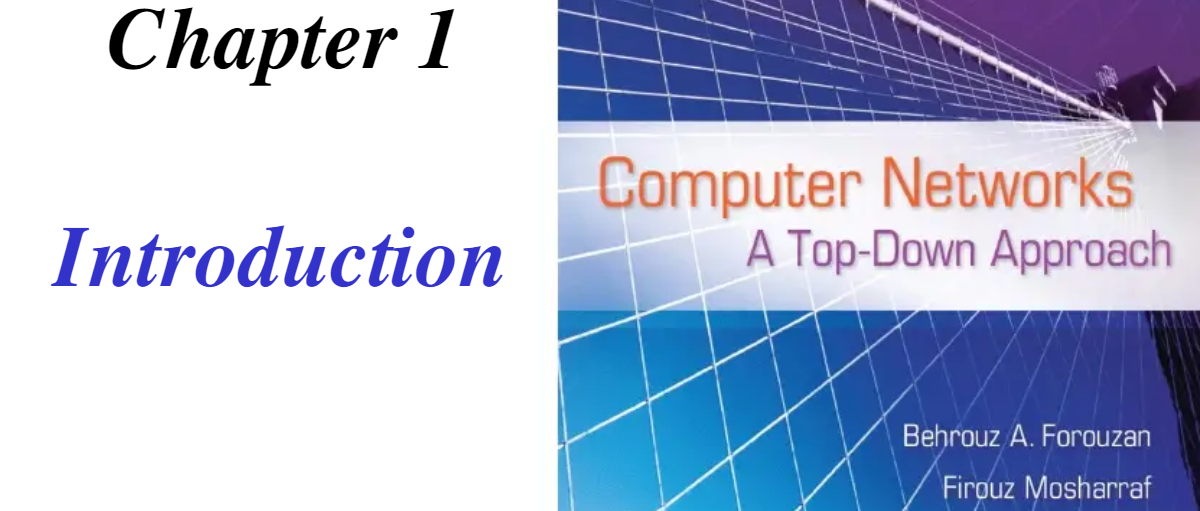 Chapter 1
Introduction
Computer Networks
A Top-Down Approach
Behrouz A. Forouzan
Firouz Mosharraf